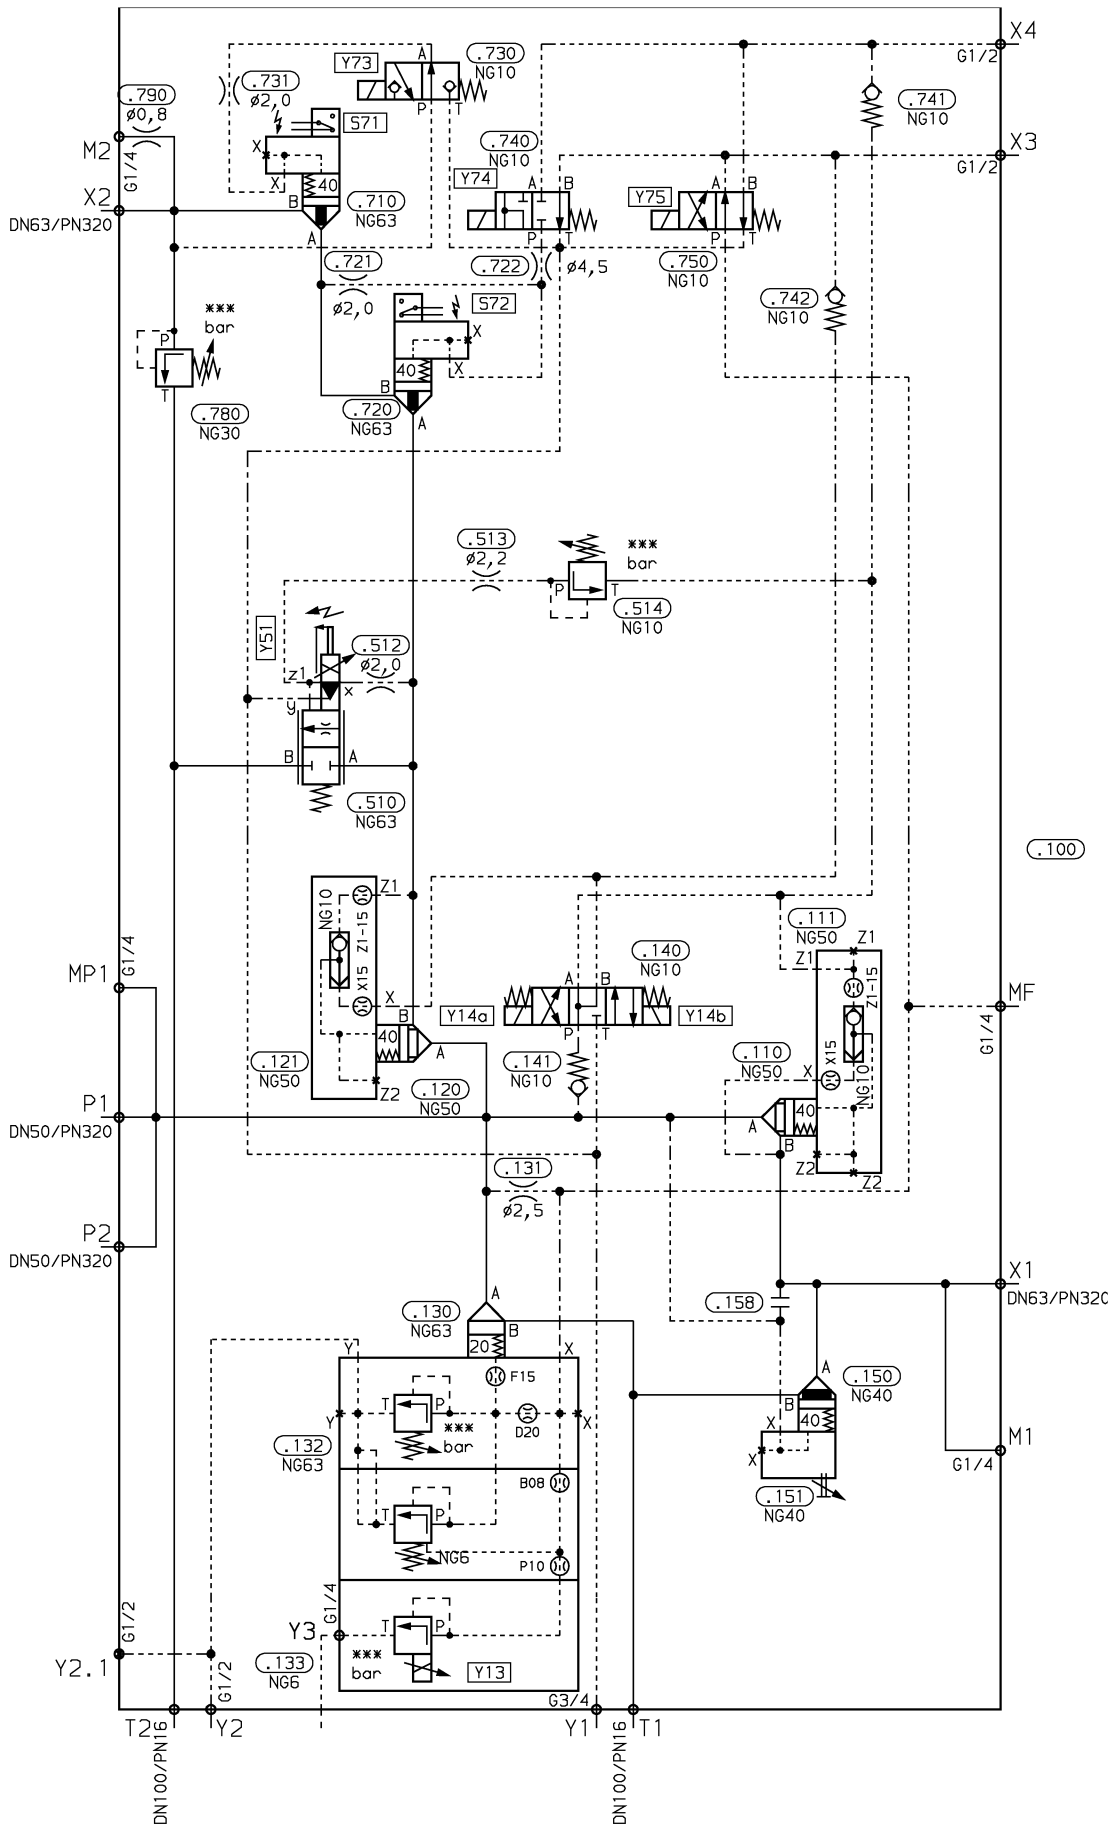 X4
G1/2
A
.730
NG10
Y73
.731
ø2,0
P
T
.790
ø0,8
.741
NG10
S71
.740
NG10
X3
G1/2
M2
G1/4
X
X
40
Y74
A
B
Y75
A
B
X2
DN63/PN320
B
.710
NG63
A
P
T
P
T
.721
ø2,0
.722
ø4,5
.750
NG10
.742
NG10
S72
X
X
***
bar
P
T
40
B
.720
NG63
A
.780
NG30
.513
ø2,2
***
bar
P
T
.514
NG10
Y51
.512
ø2,0
z1
x
y
B
A
.510
NG63
.100
NG10
Z1
Z1-15
X15
X
B
40
A
Z2
.121
NG50
.120
NG50
.111
NG50
Z1
Z1
Z1-15
X15
X
NG10
.110
NG50
40
A
B
Z2
Z2
.140
NG10
A
B
Y14a
Y14b
P
T
.141
NG10
MP1
G1/4
MF
G1/4
P1
DN50/PN320
.131
ø2,5
P2
DN50/PN320
X1
DN63/PN320
.158
A
.130
NG63
B
20
Y
X
F15
T
P
Y
X
D20
***
bar
.132
NG63
B08
T
P
NG6
P10
A
.150
NG40
B
40
X
X
.151
NG40
M1
G1/4
G1/4
Y3
T
P
***
bar
.133
NG6
Y13
G1/2
Y2.1
G1/2
G3/4
T2
Y2
Y1
T1
DN100/PN16
DN100/PN16